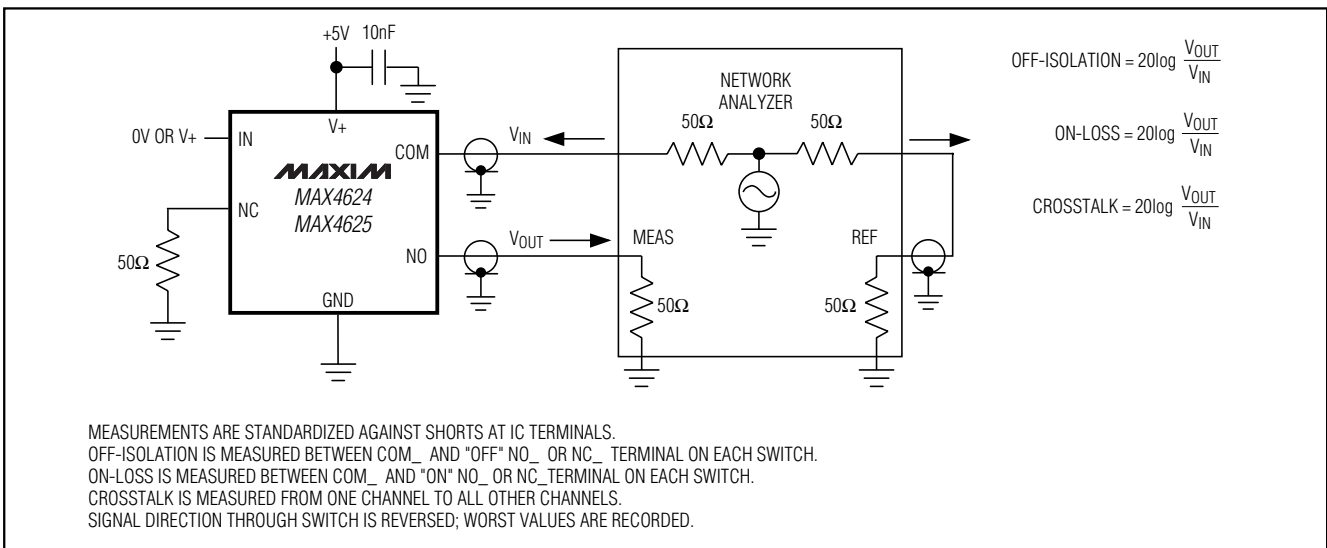 +5V 10nF
V+
0V OR V+
IN
COM
MAXIM
MAX4624
MAX4625
NC
50Ω
NO
GND
VIN
VOUT
NETWORK
ANALYZER
50Ω 50Ω
MEAS REF
50Ω 50Ω
OFF-ISOLATION = 20log VOUT
VIN
ON-LOSS = 20log VOUT
VIN
CROSSTALK = 20log VOUT
VIN
MEASUREMENTS ARE STANDARDIZED AGAINST SHORTS AT IC TERMINALS.
OFF-ISOLATION IS MEASURED BETWEEN COM_ AND "OFF" NO_ OR NC_ TERMINAL ON EACH SWITCH.
ON-LOSS IS MEASURED BETWEEN COM_ AND "ON" NO_ OR NC_TERMINAL ON EACH SWITCH.
CROSSTALK IS MEASURED FROM ONE CHANNEL TO ALL OTHER CHANNELS.
SIGNAL DIRECTION THROUGH SWITCH IS REVERSED; WORST VALUES ARE RECORDED.